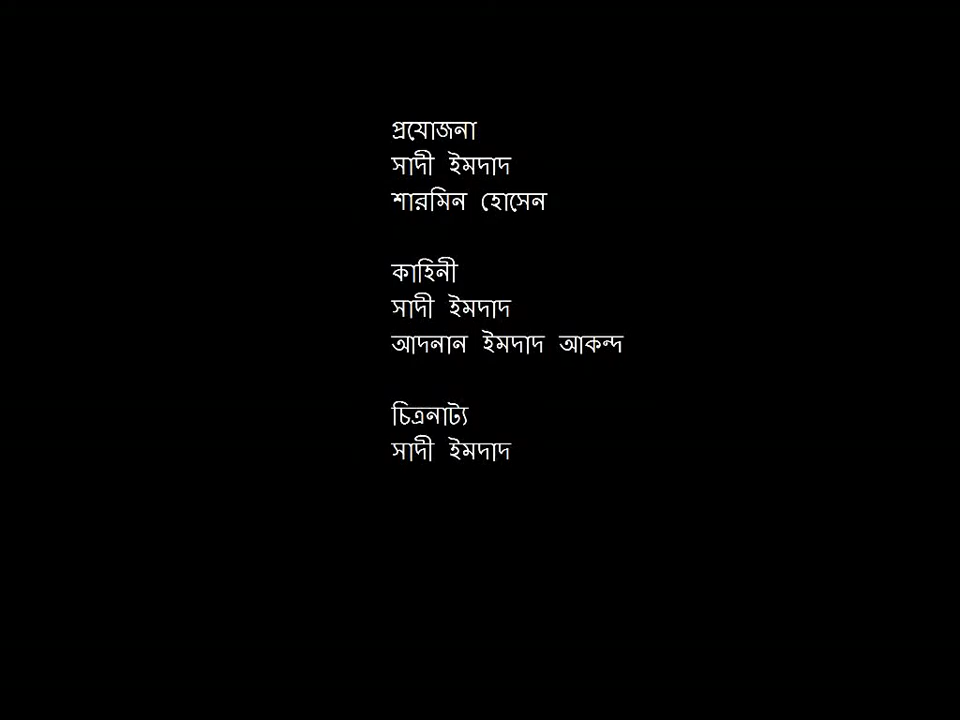 প্রযোজনা
সাদী ইমদাদ
শারমিন হোসেন
কাহিনী
সাদী ইমদাদ
আদনান ইমদাদ আকন্দ
চিত্রনাট্য
সাদী ইমদাদ